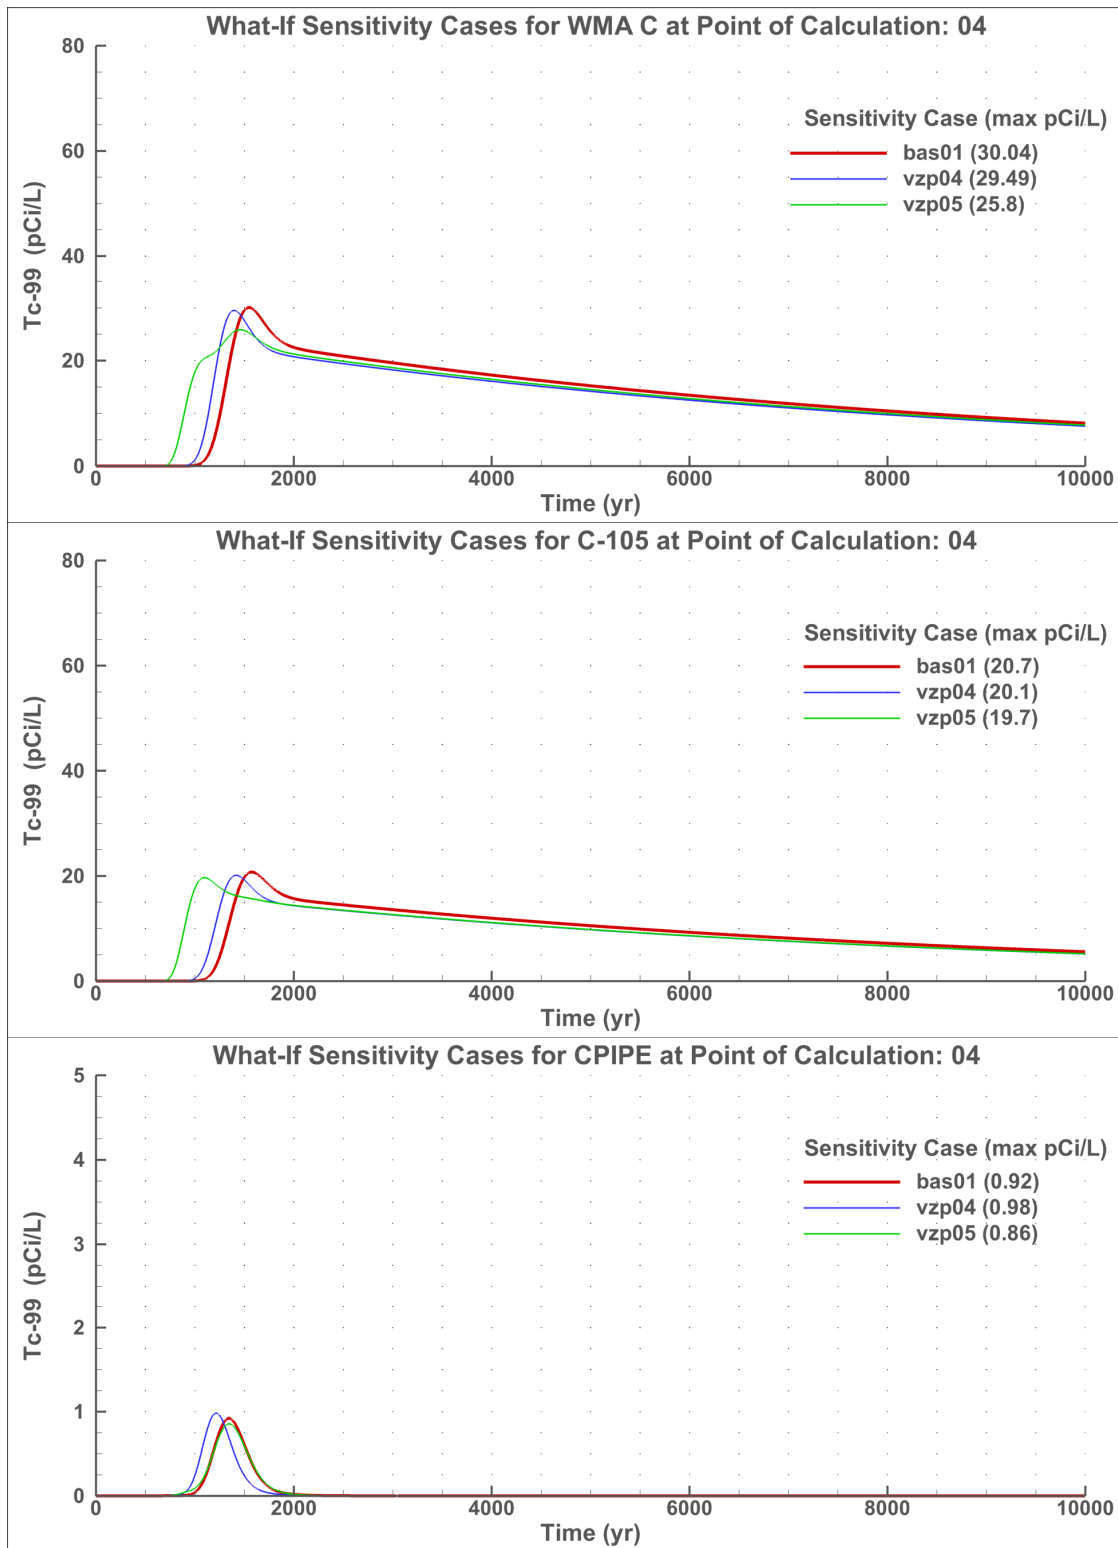 What-If Sensitivity Cases for WMA C at Point of Calculation: 04
80
60
40
20
0
Tc-99 (pCi/L)
Sensitivity Case (max pCi/L)
bas01 (30.04)
vzp04 (29.49)
vzp05 (25.8)
0 2000 4000 6000 8000 10000
Time (yr)
What-If Sensitivity Cases for C-105 at Point of Calculation: 04
80
60
40
20
0
Tc-99 (pCi/L)
Sensitivity Case (max pCi/L)
bas01 (20.7)
vzp04 (20.1)
vzp05 (19.7)
0 2000 4000 6000 8000 10000
Time (yr)
What-If Sensitivity Cases for CPIPE at Point of Calculation: 04
5
4
3
2
1
0
Tc-99 (pCi/L)
Sensitivity Case (max pCi/L)
bas01 (0.92)
vzp04 (0.98)
vzp05 (0.86)
0 2000 4000 6000 8000 10000
Time (yr)